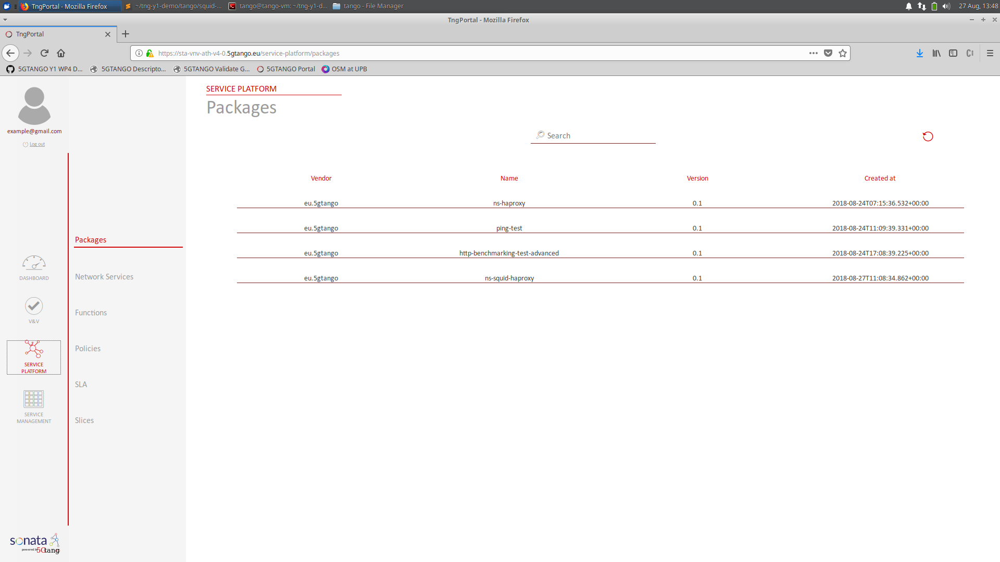 TngPortal - Mozilla Firefox
~/tng-y1-demo/tango/squid-...
tango@tango-vm: ~/tng-y1-d...
tango - File Manager
27 Aug, 13:48
TngPortal - Mozilla Firefox
TngPortal
https://sta-vnv-ath-v4-0.5gtango.eu/service-platform/packages
5GTANGO Y1 WP4 D...
5GTANGO Descripto...
5GTANGO Validate G...
5GTANGO Portal
OSM at UPB
example@gmail.com
Log out
DASHBOARD
V&V
SERVICE
PLATFORM
SERVICE
MANAGEMENT
sonata
powered by 5Gtango
Packages
Network Services
Functions
Policies
SLA
Slices
SERVICE PLATFORM
Packages
Search
Vendor Name Version Created at
eu.5gtango ns-haproxy 0.1 2018-08-24T07:15:36.532+00:00
eu.5gtango ping-test 0.1 2018-08-24T11:09:39.331+00:00
eu.5gtango http-benchmarking-test-advanced 0.1 2018-08-24T17:08:39.225+00:00
eu.5gtango ns-squid-haproxy 0.1 2018-08-27T11:08:34.862+00:00